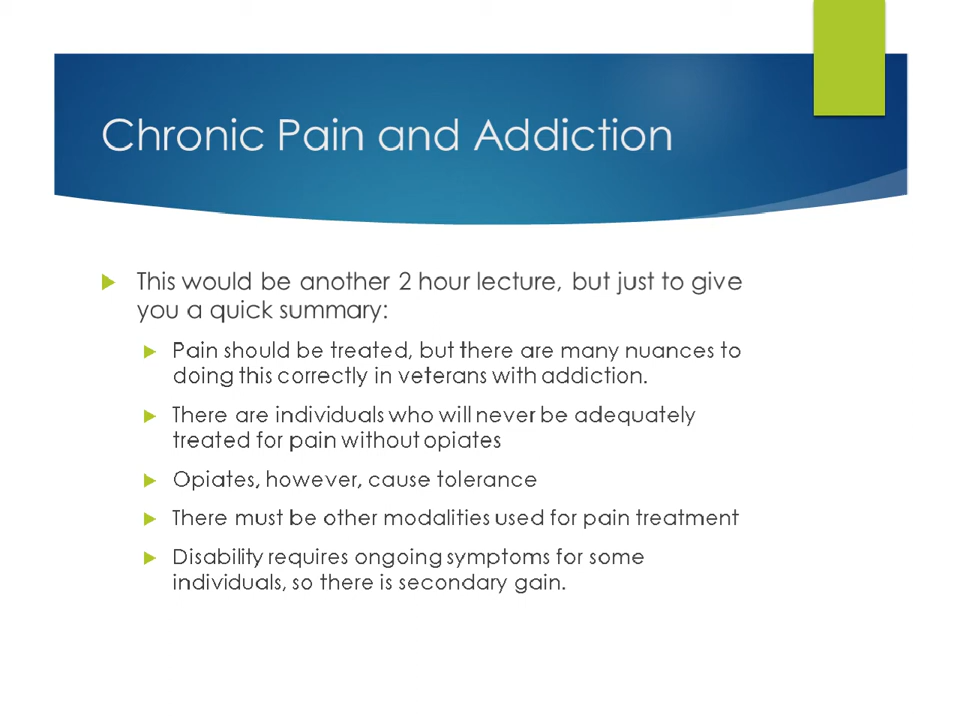 Chronic Pain and Addiction
This would be another 2 hour lecture, but just to give
you a quick summary:
Pain should be treated, but there are many nuances to
doing this correctly in veterans with addiction.
There are individuals who will never be adequately
treated for pain without opiates
Opiates, however, cause tolerance
There must be other modalities used for pain treatment
Disability requires ongoing symptoms for some
individuals, so there is secondary gain.